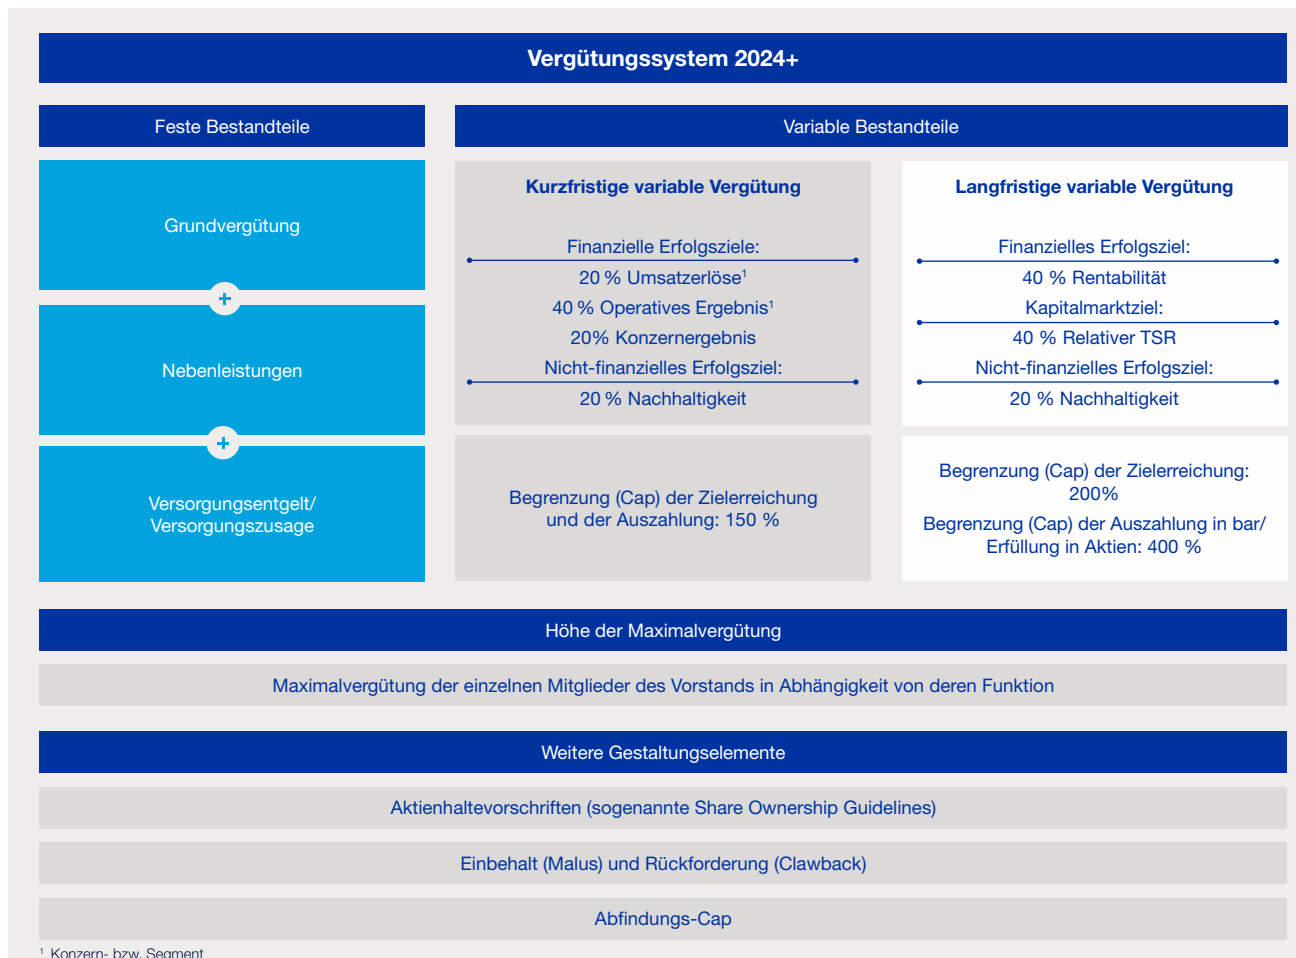 Vergütungssystem 2024+
Feste Bestandteile
Grundvergütung
+
Nebenleistungen
+
Versorgungsentgelt/
Versorgungszusage
Variable Bestandteile
Kurzfristige variable Vergütung
Finanzielle Erfolgsziele:
20 % Umsatzerlöse¹
40 % Operatives Ergebnis¹
20% Konzernergebnis
Nicht-finanzielles Erfolgsziel:
20 % Nachhaltigkeit
Begrenzung (Cap) der Zielerreichung
und der Auszahlung: 150 %
Langfristige variable Vergütung
Finanzielles Erfolgsziel:
40 % Rentabilität
Kapitalmarktziel:
40 % Relativer TSR
Nicht-finanzielles Erfolgsziel:
20 % Nachhaltigkeit
Begrenzung (Cap) der Zielerreichung:
200%
Begrenzung (Cap) der Auszahlung in bar/
Erfüllung in Aktien: 400 %
Höhe der Maximalvergütung
Maximalvergütung der einzelnen Mitglieder des Vorstands in Abhängigkeit von deren Funktion
Weitere Gestaltungselemente
Aktienhaltevorschriften (sogenannte Share Ownership Guidelines)
Einbehalt (Malus) und Rückforderung (Clawback)
Abfindungs-Cap
¹ Konzern- bzw. Segment